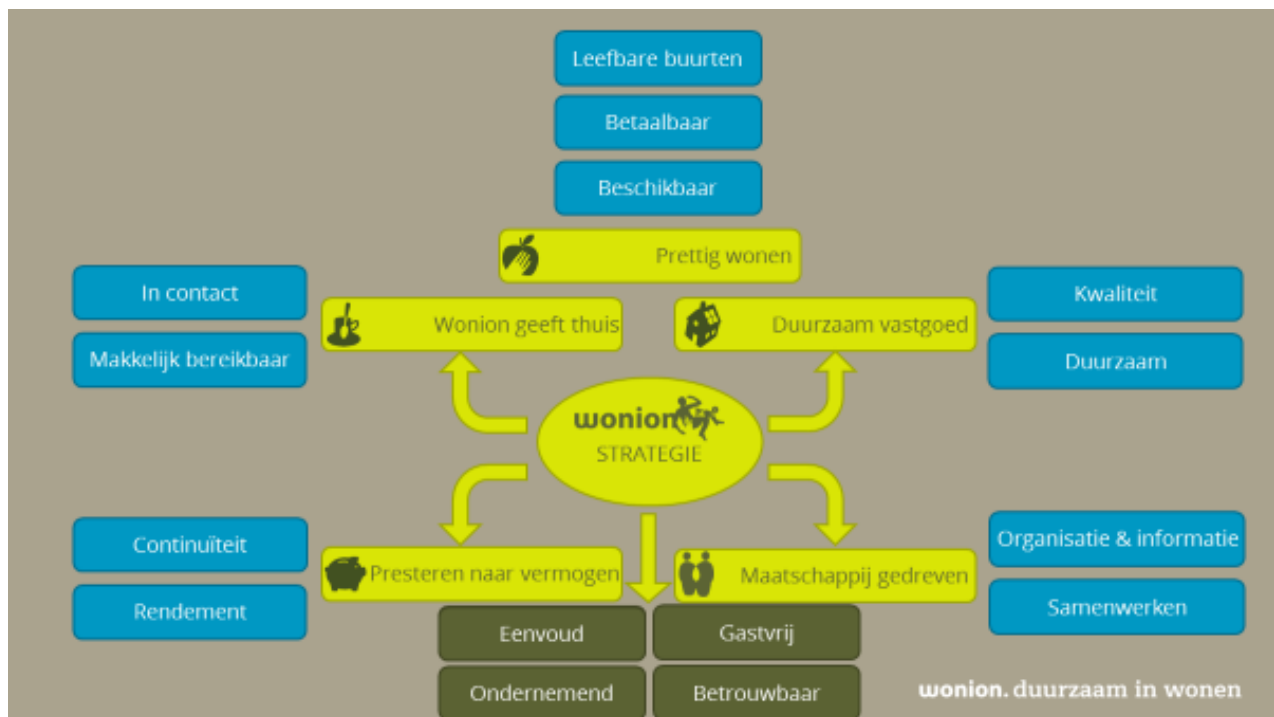 Leefbare buurten
Betaalbaar
Beschikbaar
Prettig wonen
In contact
Makkelijk bereikbaar
Wonion geeft thuis
Duurzaam vastgoed
Kwaliteit
Duurzaam
wonion
STRATEGIE
Continuïteit
Rendement
Presteren naar vermogen
Maatschappij gedreven
Organisatie & informatie
Samenwerken
Eenvoud
Gastvrij
Ondernemend
Betrouwbaar
wonion. duurzaam in wonen